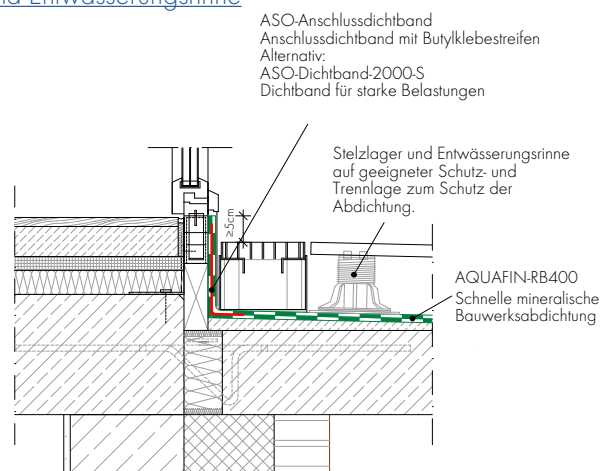 Entwässerungsrinne
ASO-Anschlussdichtband
Anschlussdichtband mit Butylklebestreifen
Alternativ:
ASO-Dichtband-2000-S
Dichtband für starke Belastungen
Stelzlager und Entwässerungsrinne
auf geeigneter Schutz- und
Trennlage zum Schutz der
Abdichtung.
≥5cm
AQUAFIN-RB400
Schnelle mineralische
Bauwerksabdichtung